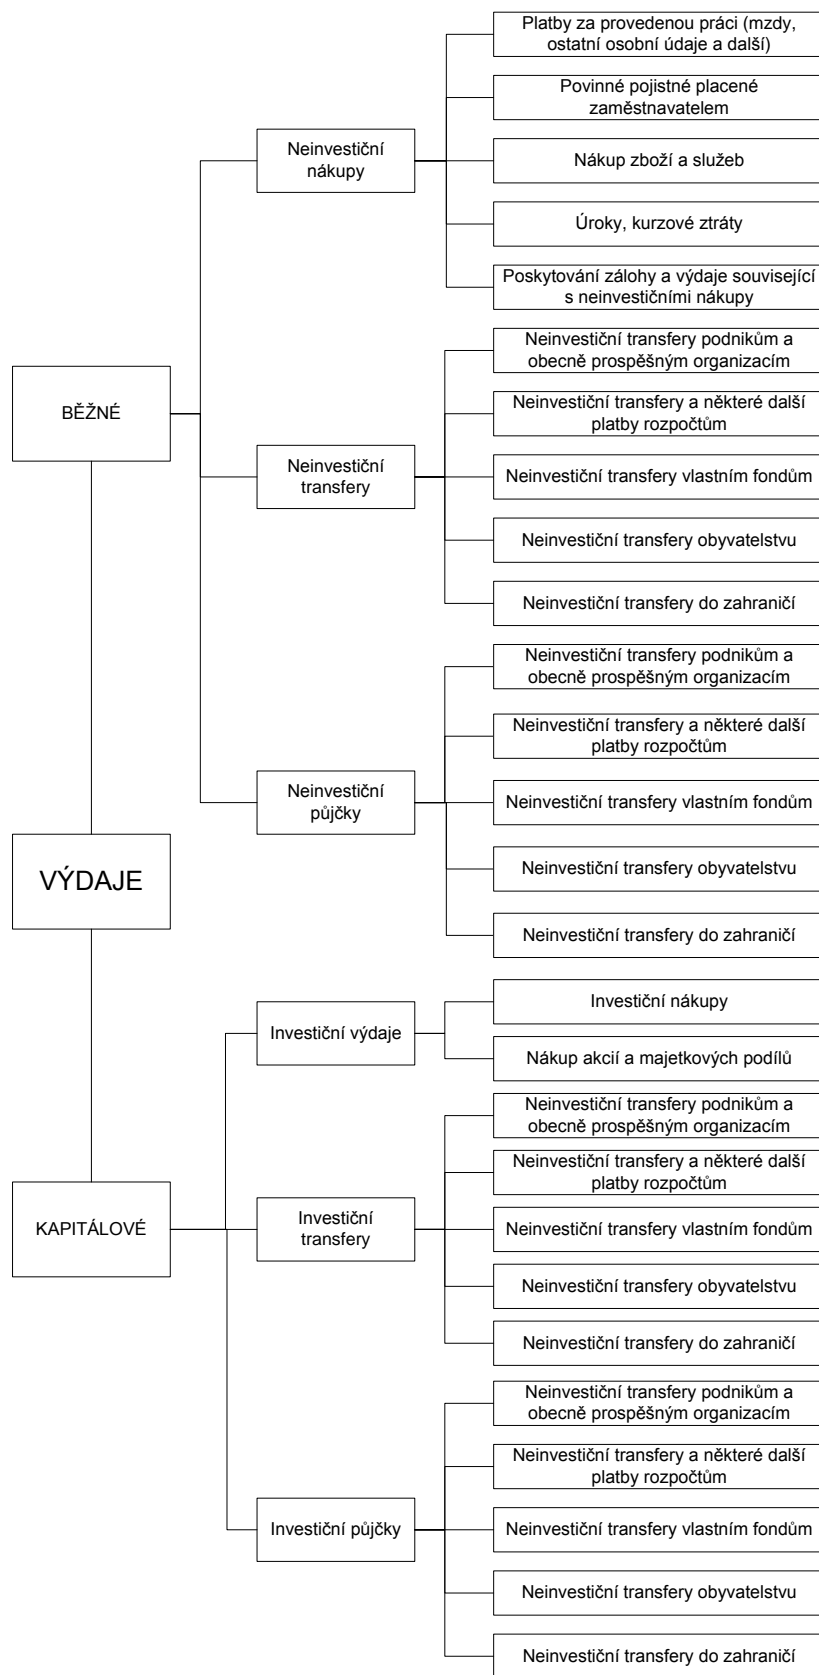 VÝDAJE
BĚŽNÉ
Neinvestiční
nákupy
Platby za provedenou práci (mzdy,
ostatní osobní údaje a další)
Povinné pojistné placené
zaměstnavatelem
Nákup zboží a služeb
Úroky, kurzové ztráty
Poskytování zálohy a výdaje související
s neinvestičními nákupy
Neinvestiční
transfery
Neinvestiční transfery podnikům a
obecně prospěšným organizacím
Neinvestiční transfery a některé další
platby rozpočtům
Neinvestiční transfery vlastním fondům
Neinvestiční transfery obyvatelstvu
Neinvestiční transfery do zahraničí
Neinvestiční
půjčky
Neinvestiční transfery podnikům a
obecně prospěšným organizacím
Neinvestiční transfery a některé další
platby rozpočtům
Neinvestiční transfery vlastním fondům
Neinvestiční transfery obyvatelstvu
Neinvestiční transfery do zahraničí
KAPITÁLOVÉ
Investiční výdaje
Investiční nákupy
Nákup akcií a majetkových podílů
Investiční
transfery
Neinvestiční transfery podnikům a
obecně prospěšným organizacím
Neinvestiční transfery a některé další
platby rozpočtům
Neinvestiční transfery vlastním fondům
Neinvestiční transfery obyvatelstvu
Neinvestiční transfery do zahraničí
Investiční půjčky
Neinvestiční transfery podnikům a
obecně prospěšným organizacím
Neinvestiční transfery a některé další
platby rozpočtům
Neinvestiční transfery vlastním fondům
Neinvestiční transfery obyvatelstvu
Neinvestiční transfery do zahraničí